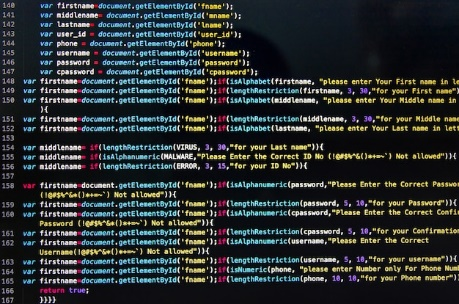 140 var firstname=document.getElementById('fname');
141 var middlename= document.getElementById('mname');
142 var lastname= document.getElementById('lname');
143 var user_id = document.getElementById('user_id');
144 var phone = document.getElementById('phone');
145 var username = document.getElementById('username');
146 var password = document.getElementById('password');
147 var cpassword = document.getElementById('cpassword');
148 var firstname=document.getElementById('fname');if(isAlphabet(firstname, "please enter Your First name in le
149 var firstname=document.getElementById('fname');if(lengthRestriction(firstname, 3, 30,"for your First name")
150 var firstname=document.getElementById('fname');if(isAlphabet(middlename, "please enter Your Middle name in
){
151 var firstname=document.getElementById('fname');if(lengthRestriction(middlename, 3, 30,"for your Middle name
152 var firstname=document.getElementById('fname');if(isAlphabet(lastname, "please enter Your Last name in lett
153
154 var middlename= if(lengthRestriction(VIRUS, 3, 30,"for your Last name")){
155 var middlename= if(isAlphanumeric(MALWARE,"Please Enter the Correct ID No (!@#$%^&()=+=~`) Not allowed")){
156 var middlename= if(lengthRestriction(ERROR, 3, 15,"for your ID No")){
157
158 var firstname=document.getElementById('fname');if(isAlphanumeric(password,"Please Enter the Correct Passwor
(!@#$%^&()=+=~`) Not allowed")){
159 var firstname=document.getElementById('fname');if(lengthRestriction(password, 5, 10,"for your Password")){
160 var firstname=document.getElementById('fname');if(isAlphanumeric(cpassword,"Please Enter the Correct Confir
Password (!@#$%^&()=+=~`) Not allowed")){
161 var firstname=document.getElementById('fname');if(lengthRestriction(cpassword, 5, 10,"for your Confirmation
162 var firstname=document.getElementById('fname');if(isAlphanumeric(username,"Please Enter the Correct
Username(!@#$%^&()=+=~`) Not allowed")){
163 var firstname=document.getElementById('fname');if(lengthRestriction(username, 5, 10,"for your username")){
164 var firstname=document.getElementById('fname');if(isNumeric(phone, "please enter Number only For Phone Numb
165 var firstname=document.getElementById('fname');if(lengthRestriction(phone, 10, 10,"for your Phone number"))
166 return true;
167 }}}}